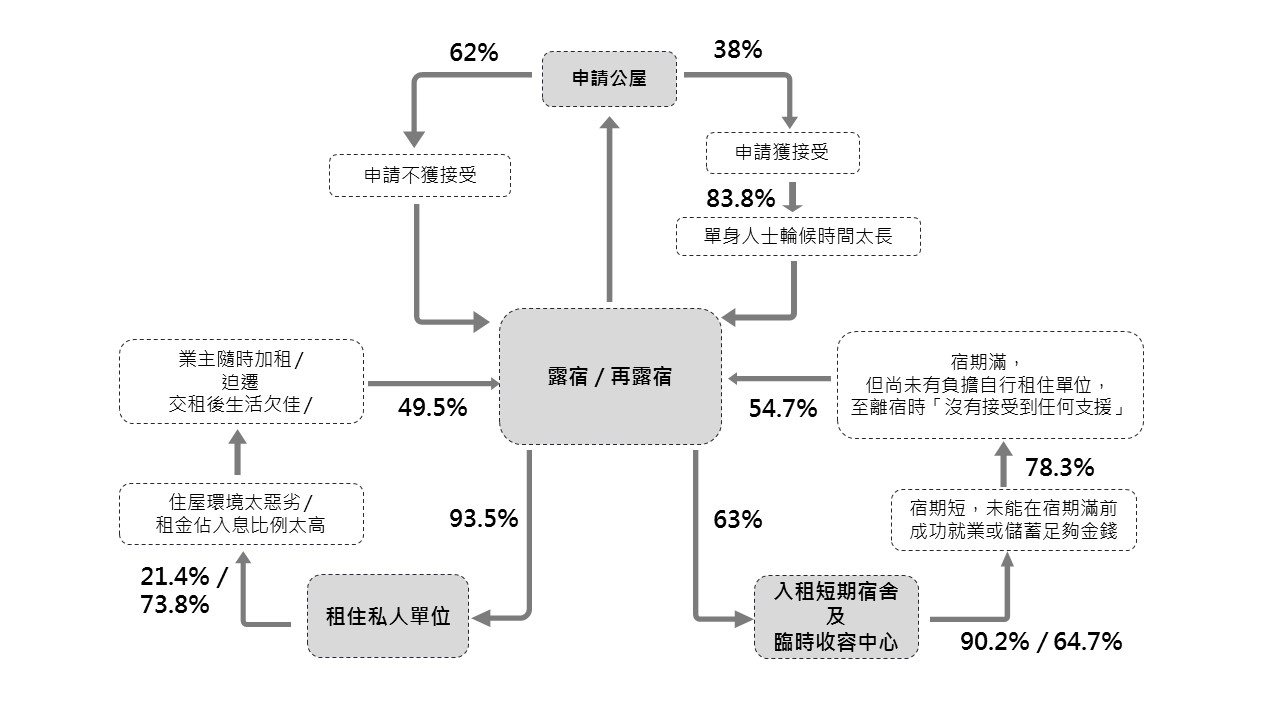 62%
申請公屋
38%
申請不獲接受
申請獲接受
83.8%
單身人士輪候時間太長
業主隨時加租/
迫遷
交租後生活欠佳/
49.5%
露宿 / 再露宿
54.7%
宿期滿，
但尚未有負擔自行租住單位，
至離宿時「沒有接受到任何支援」
住屋環境太惡劣/
租金佔入息比例太高
93.5%
63%
78.3%
宿期短，未能在宿期滿前
成功就業或儲蓄足夠金錢
21.4% /
73.8%
租住私人單位
入租短期宿舍
及
臨時收容中心
90.2% / 64.7%